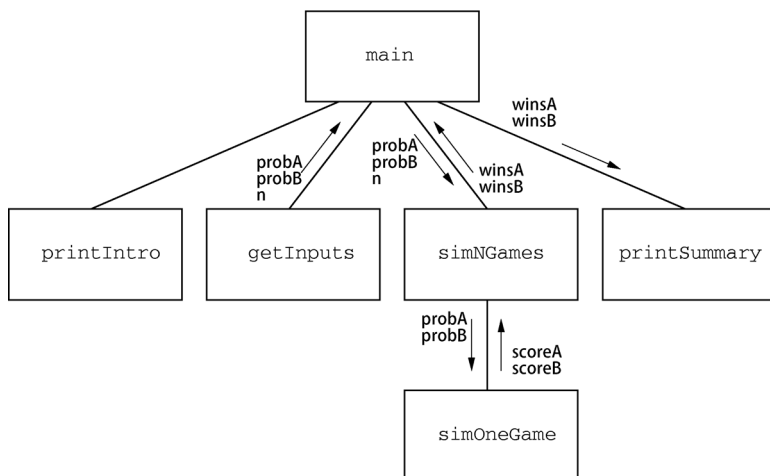 main
winsA
winsB
probA
probB
n
probA
probB
n
winsA
winsB
printIntro
getInputs
simNGames
printSummary
probA
probB
scoreA
scoreB
simOneGame